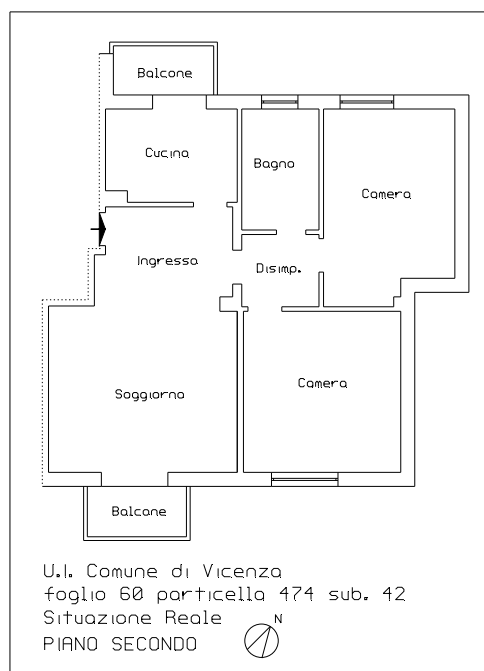 Balcone
Cucina
Bagno
Camera
Ingresso
Disimp.
Camera
Soggiorno
Balcone
U.I. Comune di Vicenza
foglio 60 particella 474 sub. 42
Situazione Reale
PIANO SECONDO
N